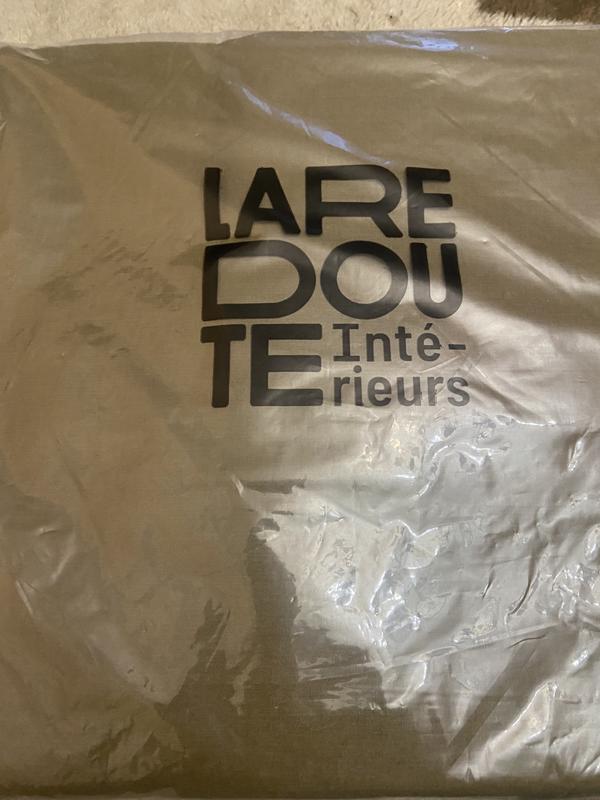 LARE
DOU
TE Inté-
rieurs